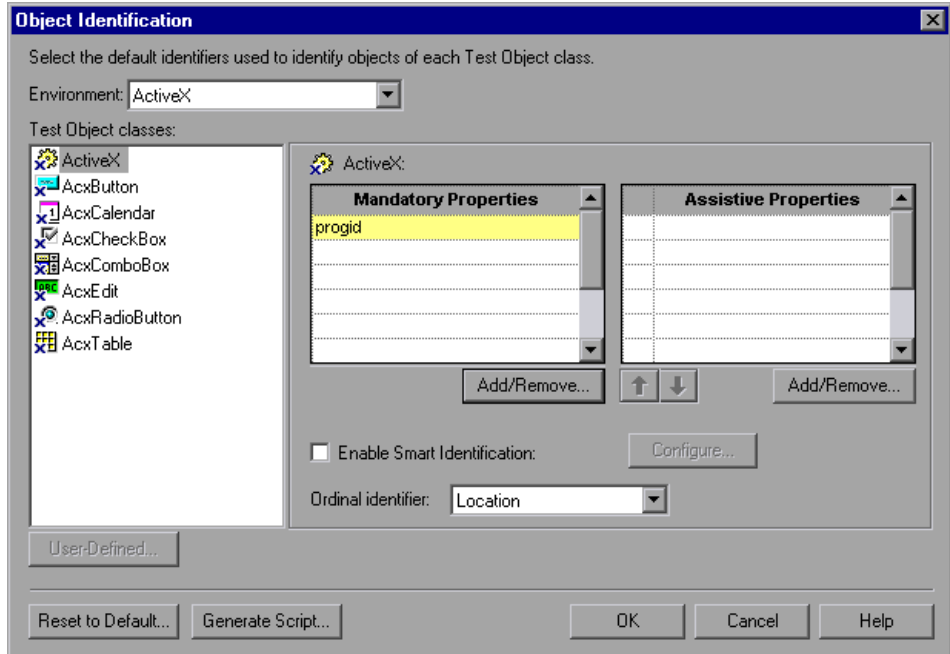 Object Identification
Select the default identifiers used to identify objects of each Test Object class.
Environment: ActiveX
Test Object classes:
ActiveX
AcxButton
AcxCalendar
AcxCheckBox
AcxComboBox
AcxEdit
AcxRadioButton
AcxTable
ActiveX:
Mandatory Properties
progid
Add/Remove...
Assistive Properties
Add/Remove...
Enable Smart Identification:
Configure...
Ordinal identifier: Location
User-Defined...
Reset to Default... Generate Script... OK Cancel Help